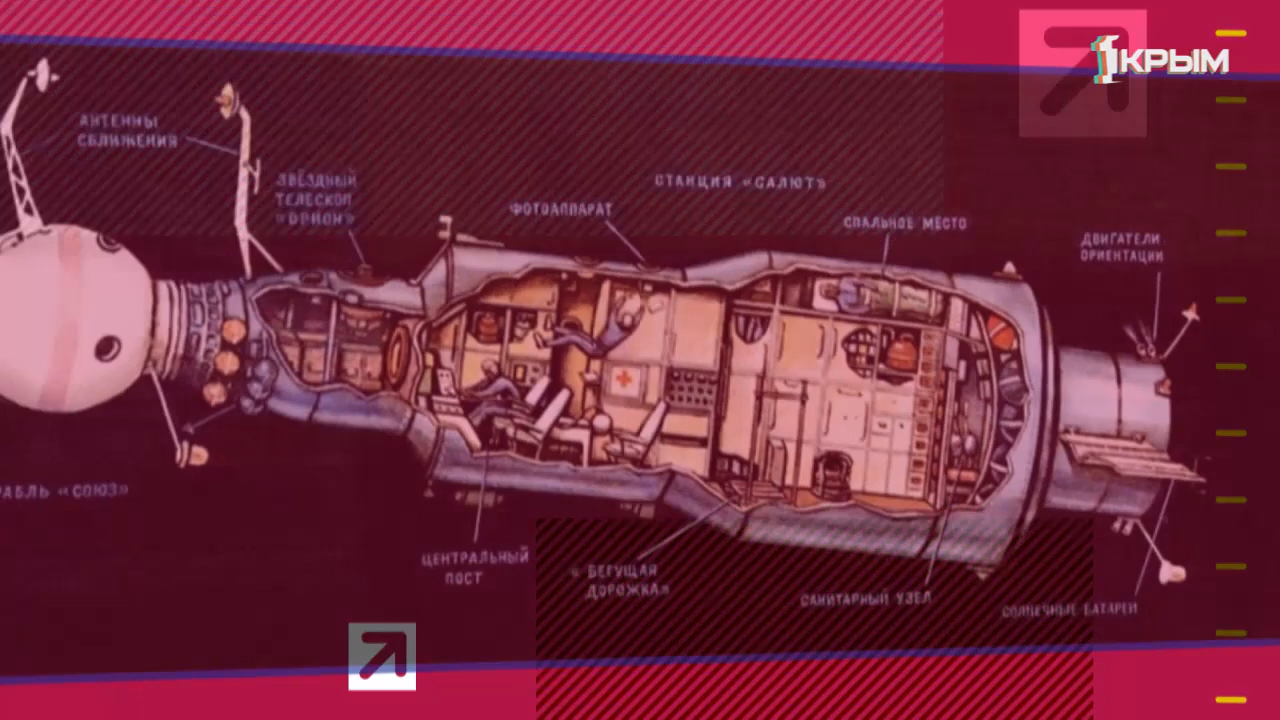 1КРЫМ
АНТЕННЫ
СБЛИЖЕНИЯ
ЗВЁЗДНЫЙ
ТЕЛЕСКОП
«ОРИОН»
СТАНЦИЯ «САЛЮТ»
ФОТОАППАРАТ
СПАЛЬНОЕ МЕСТО
ДВИГАТЕЛИ
ОРИЕНТАЦИИ
РАБЛЬ «СОЮЗ»
ЦЕНТРАЛЬНЫЙ
ПОСТ
« БЕГУЩАЯ
ДОРОЖКА»
САНИТАРНЫЙ УЗЕЛ
СОЛНЕЧНЫЕ БАТАРЕИ